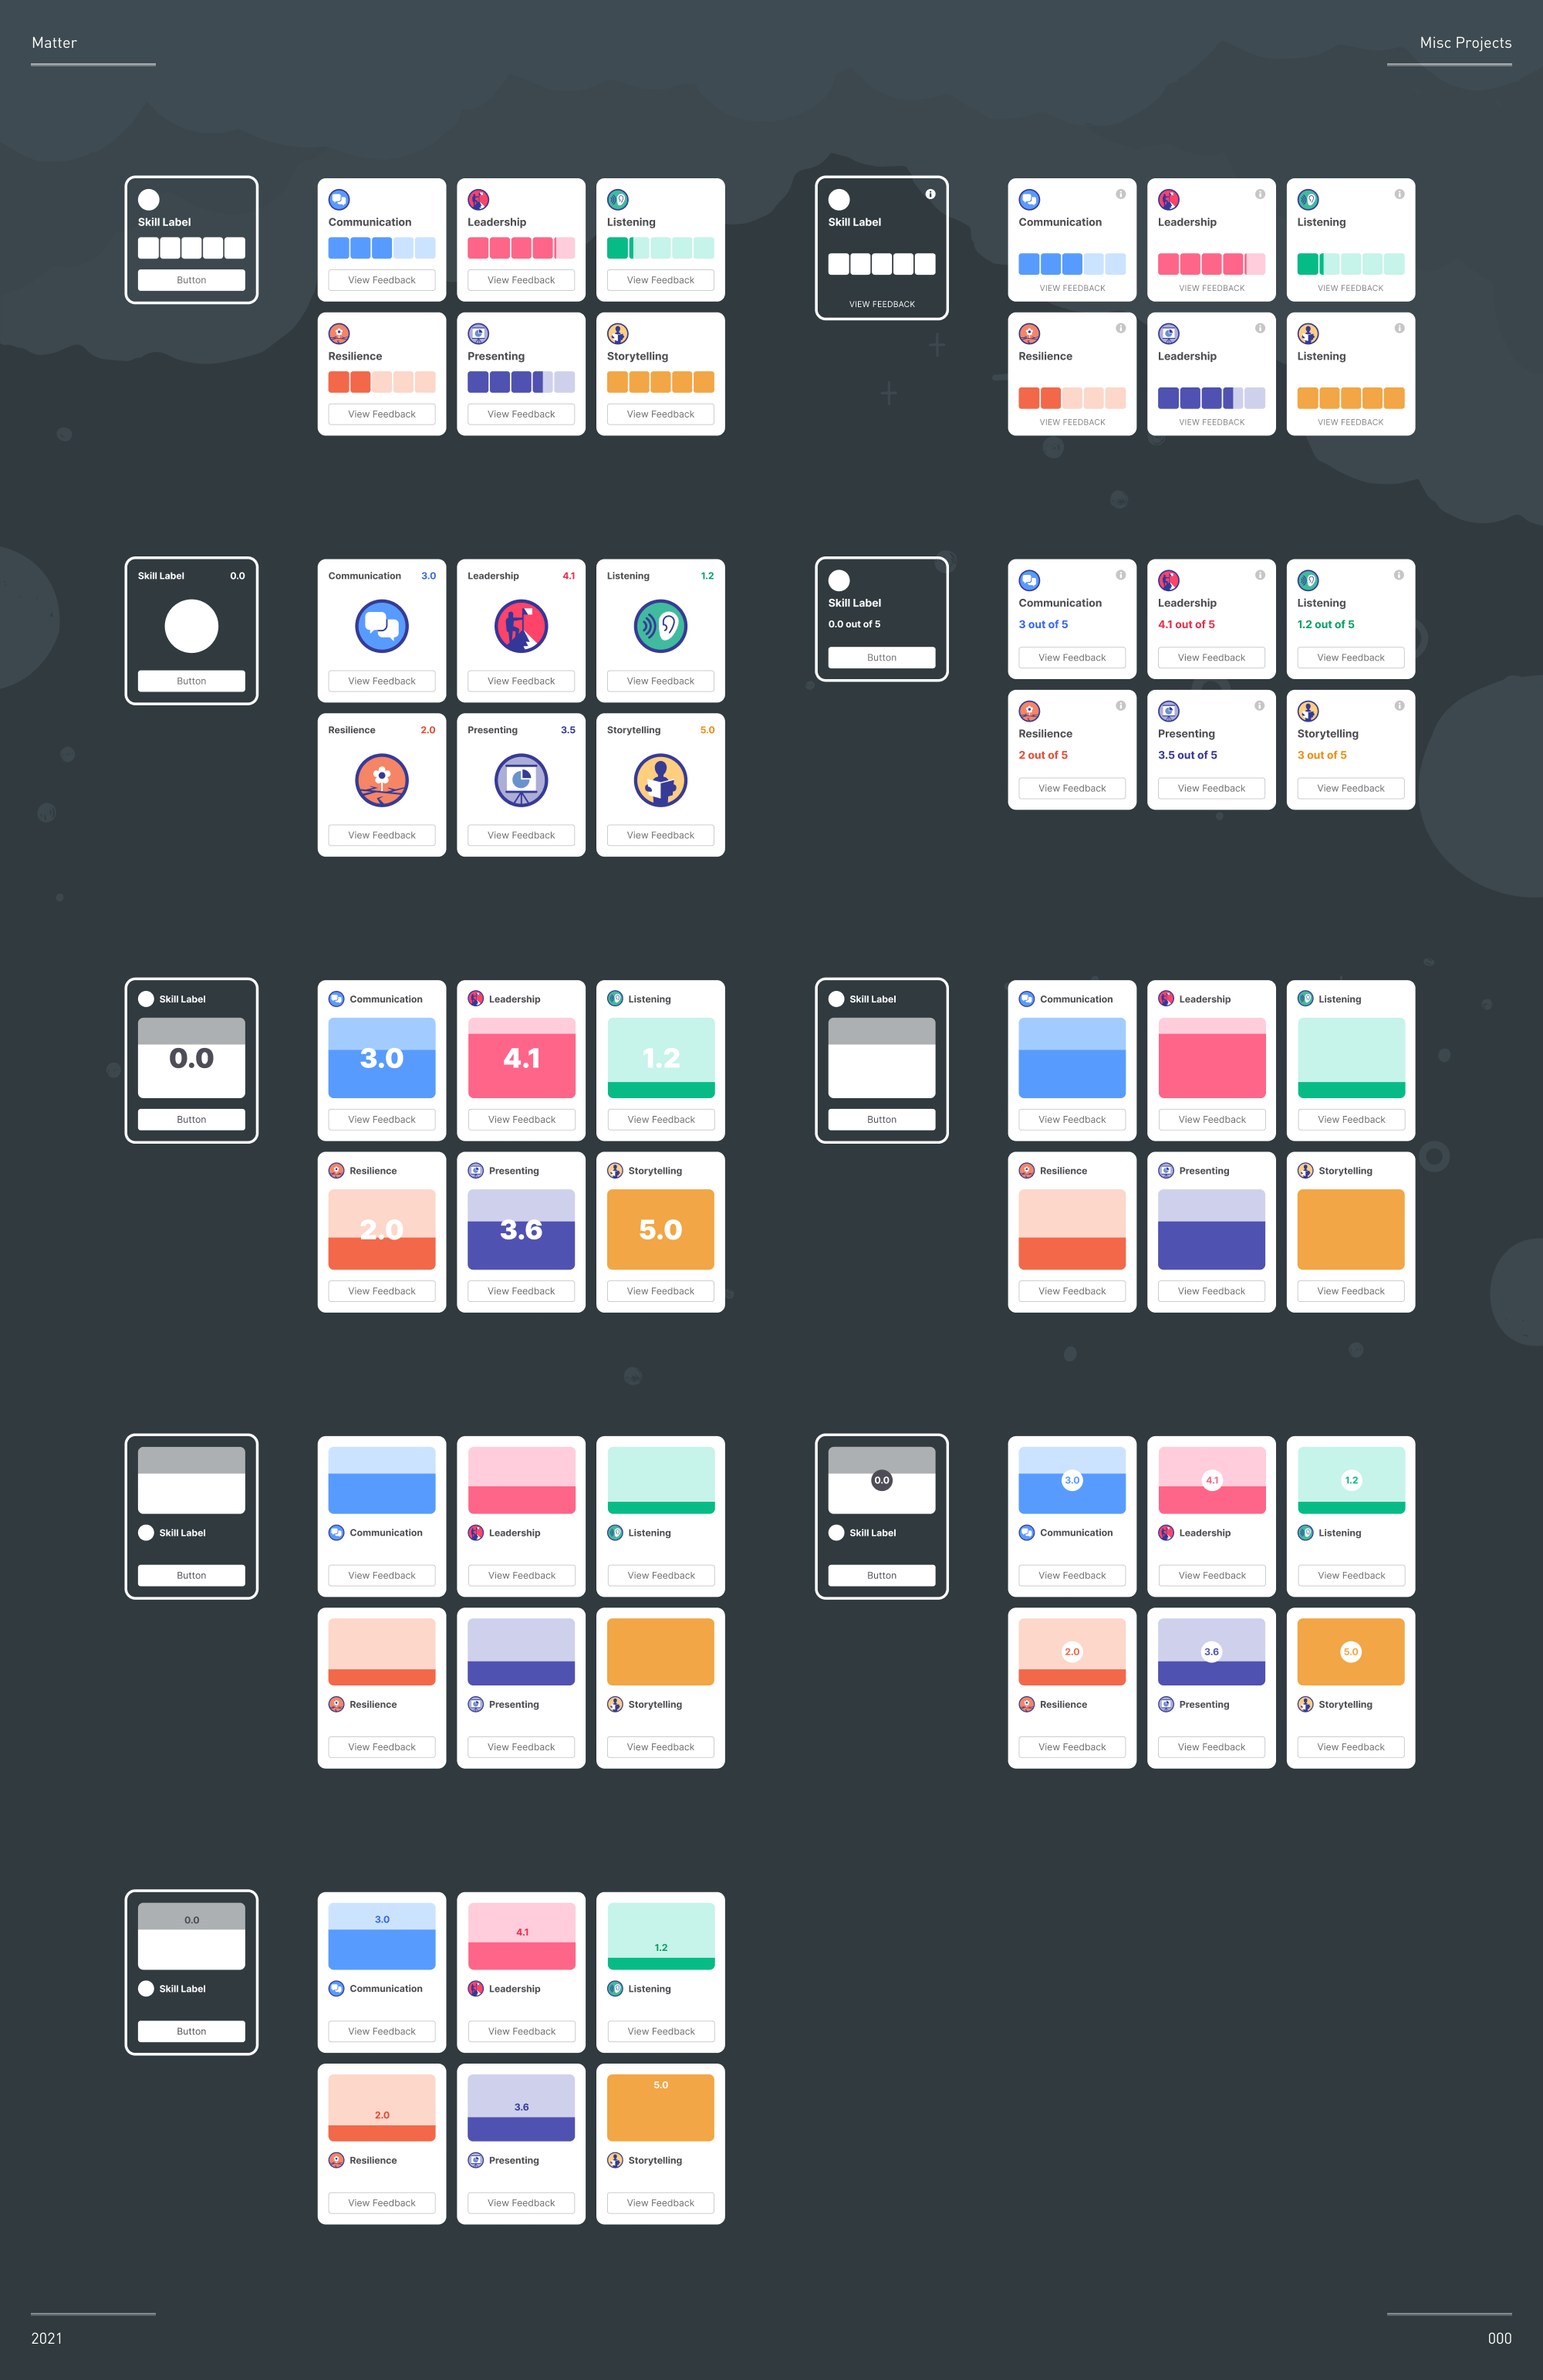 Matter
Misc Projects
Skill Label
Button
Communication
Leadership
Listening
View Feedback
View Feedback
View Feedback
Resilience
Presenting
Storytelling
View Feedback
View Feedback
View Feedback
Skill Label
VIEW FEEDBACK
Communication
Leadership
Listening
VIEW FEEDBACK
VIEW FEEDBACK
VIEW FEEDBACK
Resilience
Leadership
Listening
VIEW FEEDBACK
VIEW FEEDBACK
VIEW FEEDBACK
Skill Label 0.0
Button
Communication 3.0
Leadership 4.1
Listening 1.2
View Feedback
View Feedback
View Feedback
Resilience 2.0
Presenting 3.5
Storytelling 5.0
View Feedback
View Feedback
View Feedback
Skill Label
0.0 out of 5
Button
Communication
Leadership
Listening
3 out of 5
4.1 out of 5
1.2 out of 5
View Feedback
View Feedback
View Feedback
Resilience
Presenting
Storytelling
2 out of 5
3.5 out of 5
3 out of 5
View Feedback
View Feedback
View Feedback
Skill Label
0.0
Button
Communication
Leadership
Listening
3.0
4.1
1.2
View Feedback
View Feedback
View Feedback
Resilience
Presenting
Storytelling
2.0
3.6
5.0
View Feedback
View Feedback
View Feedback
Skill Label
Button
Communication
Leadership
Listening
View Feedback
View Feedback
View Feedback
Resilience
Presenting
Storytelling
View Feedback
View Feedback
View Feedback
Skill Label
Button
Communication
Leadership
Listening
View Feedback
View Feedback
View Feedback
Resilience
Presenting
Storytelling
View Feedback
View Feedback
View Feedback
0.0
Skill Label
Button
3.0
4.1
1.2
Communication
Leadership
Listening
View Feedback
View Feedback
View Feedback
2.0
3.6
5.0
Resilience
Presenting
Storytelling
View Feedback
View Feedback
View Feedback
0.0
Skill Label
Button
3.0
4.1
1.2
Communication
Leadership
Listening
View Feedback
View Feedback
View Feedback
2.0
3.6
5.0
Resilience
Presenting
Storytelling
View Feedback
View Feedback
View Feedback
2021
000